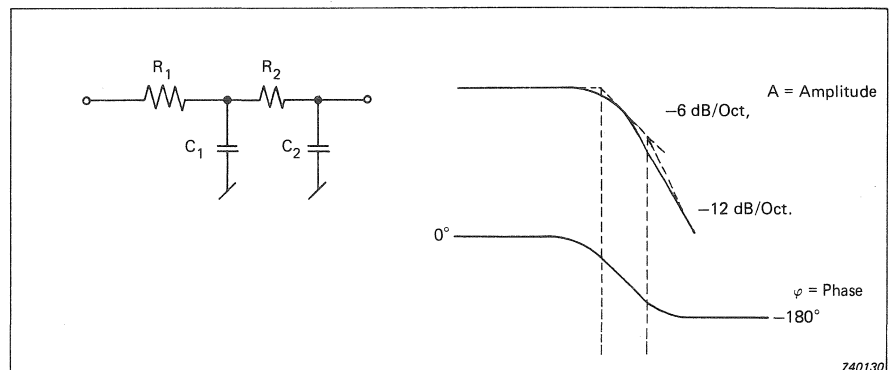 R1
R2
C1
C2
A = Amplitude
−6 dB/Oct,
−12 dB/Oct.
0°
φ = Phase
−180°
740130